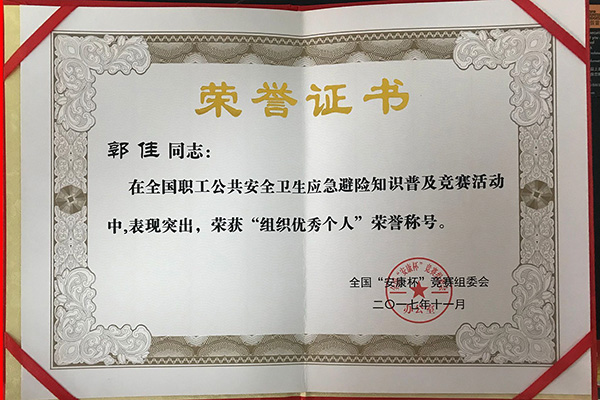 荣誉证书
郭佳同志：
在全国职工公共安全卫生应急避险知识普及竞赛活动
中,表现突出，荣获“组织优秀个人”荣誉称号。
全国“安康杯”竞赛组委会
二〇一七年十一月
办公室